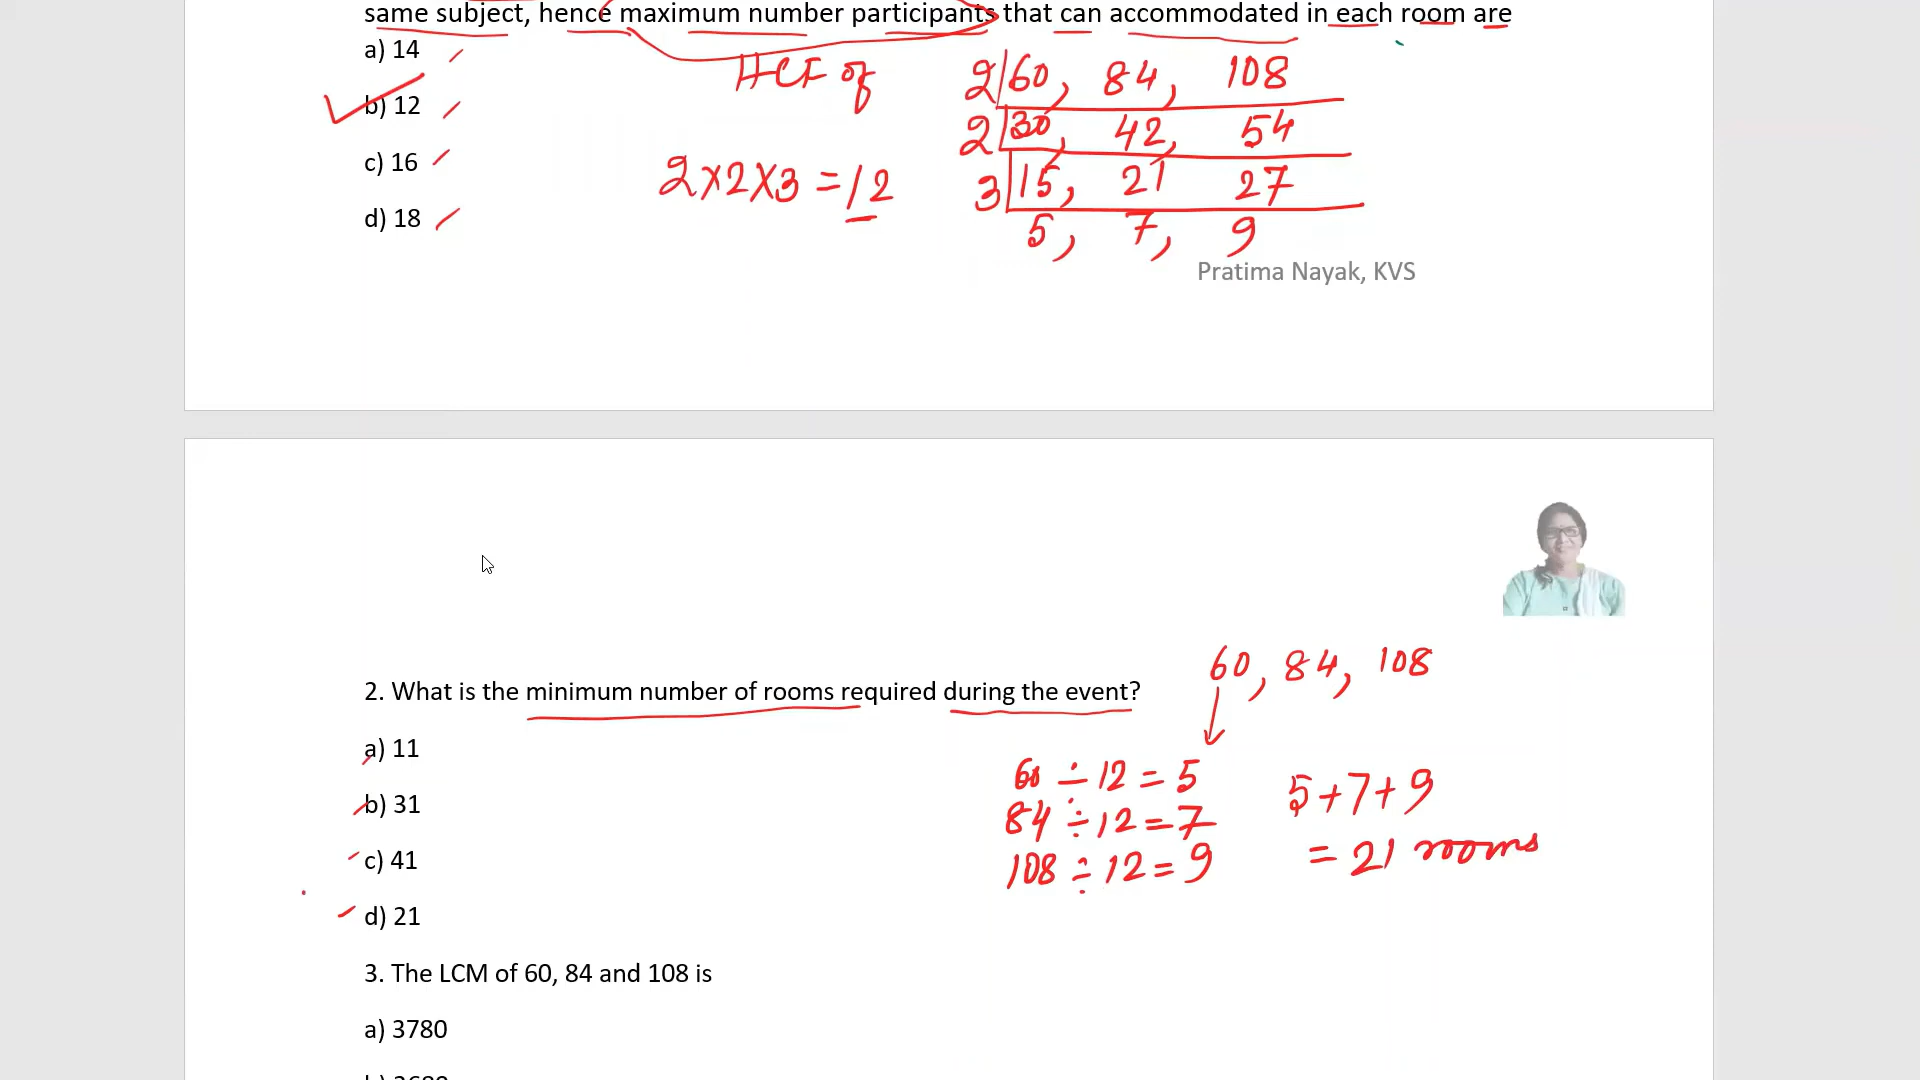 same subject, hence maximum number participants that can accommodated in each room are
a) 14
b) 12
c) 16
d) 18
HCF of
2 60, 84, 108
2 30, 42, 54
3 15, 21 27
5, 7, 9
2×2×3 = 12
Pratima Nayak, KVS
2. What is the minimum number of rooms required during the event?
a) 11
b) 31
c) 41
d) 21
60, 84, 108
60 ÷ 12 = 5
84 ÷ 12 = 7
108 ÷ 12 = 9
5+7+9
= 21 rooms
3. The LCM of 60, 84 and 108 is
a) 3780